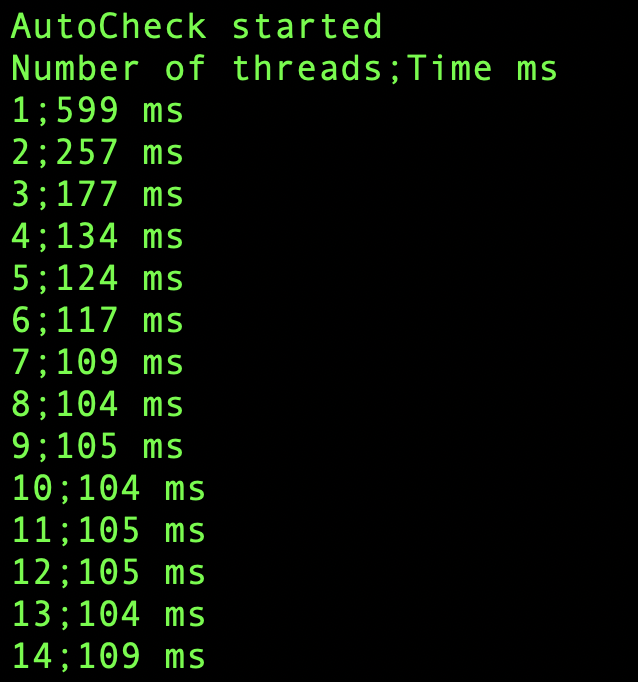 AutoCheck started
Number of threads;Time ms
1;599 ms
2;257 ms
3;177 ms
4;134 ms
5;124 ms
6;117 ms
7;109 ms
8;104 ms
9;105 ms
10;104 ms
11;105 ms
12;105 ms
13;104 ms
14;109 ms